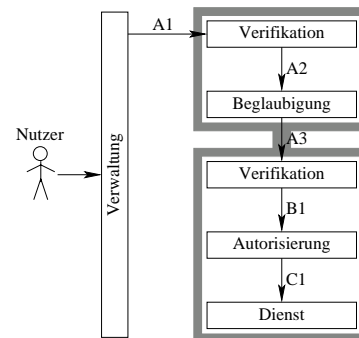 A1
Verifikation
A2
Beglaubigung
Nutzer
A3
Verwaltung
Verifikation
B1
Autorisierung
C1
Dienst